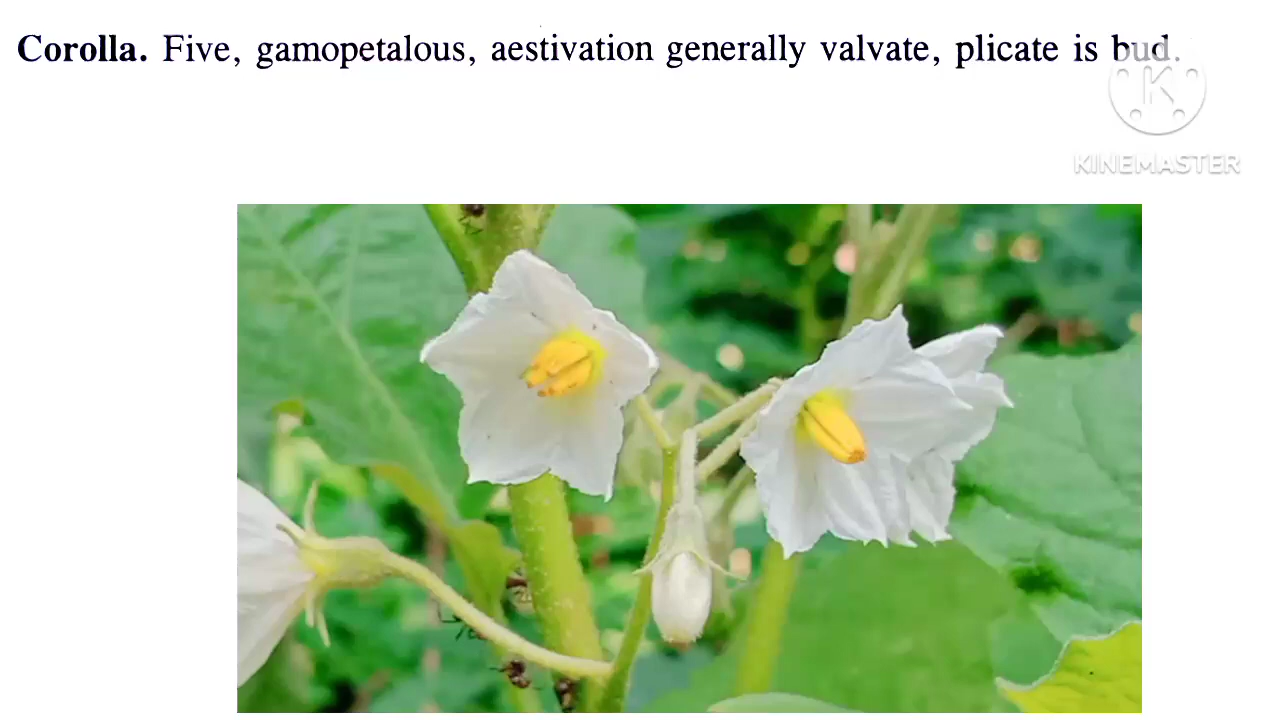 Corolla. Five, gamopetalous, aestivation generally valvate, plicate is bud.
K
KINEMASTER